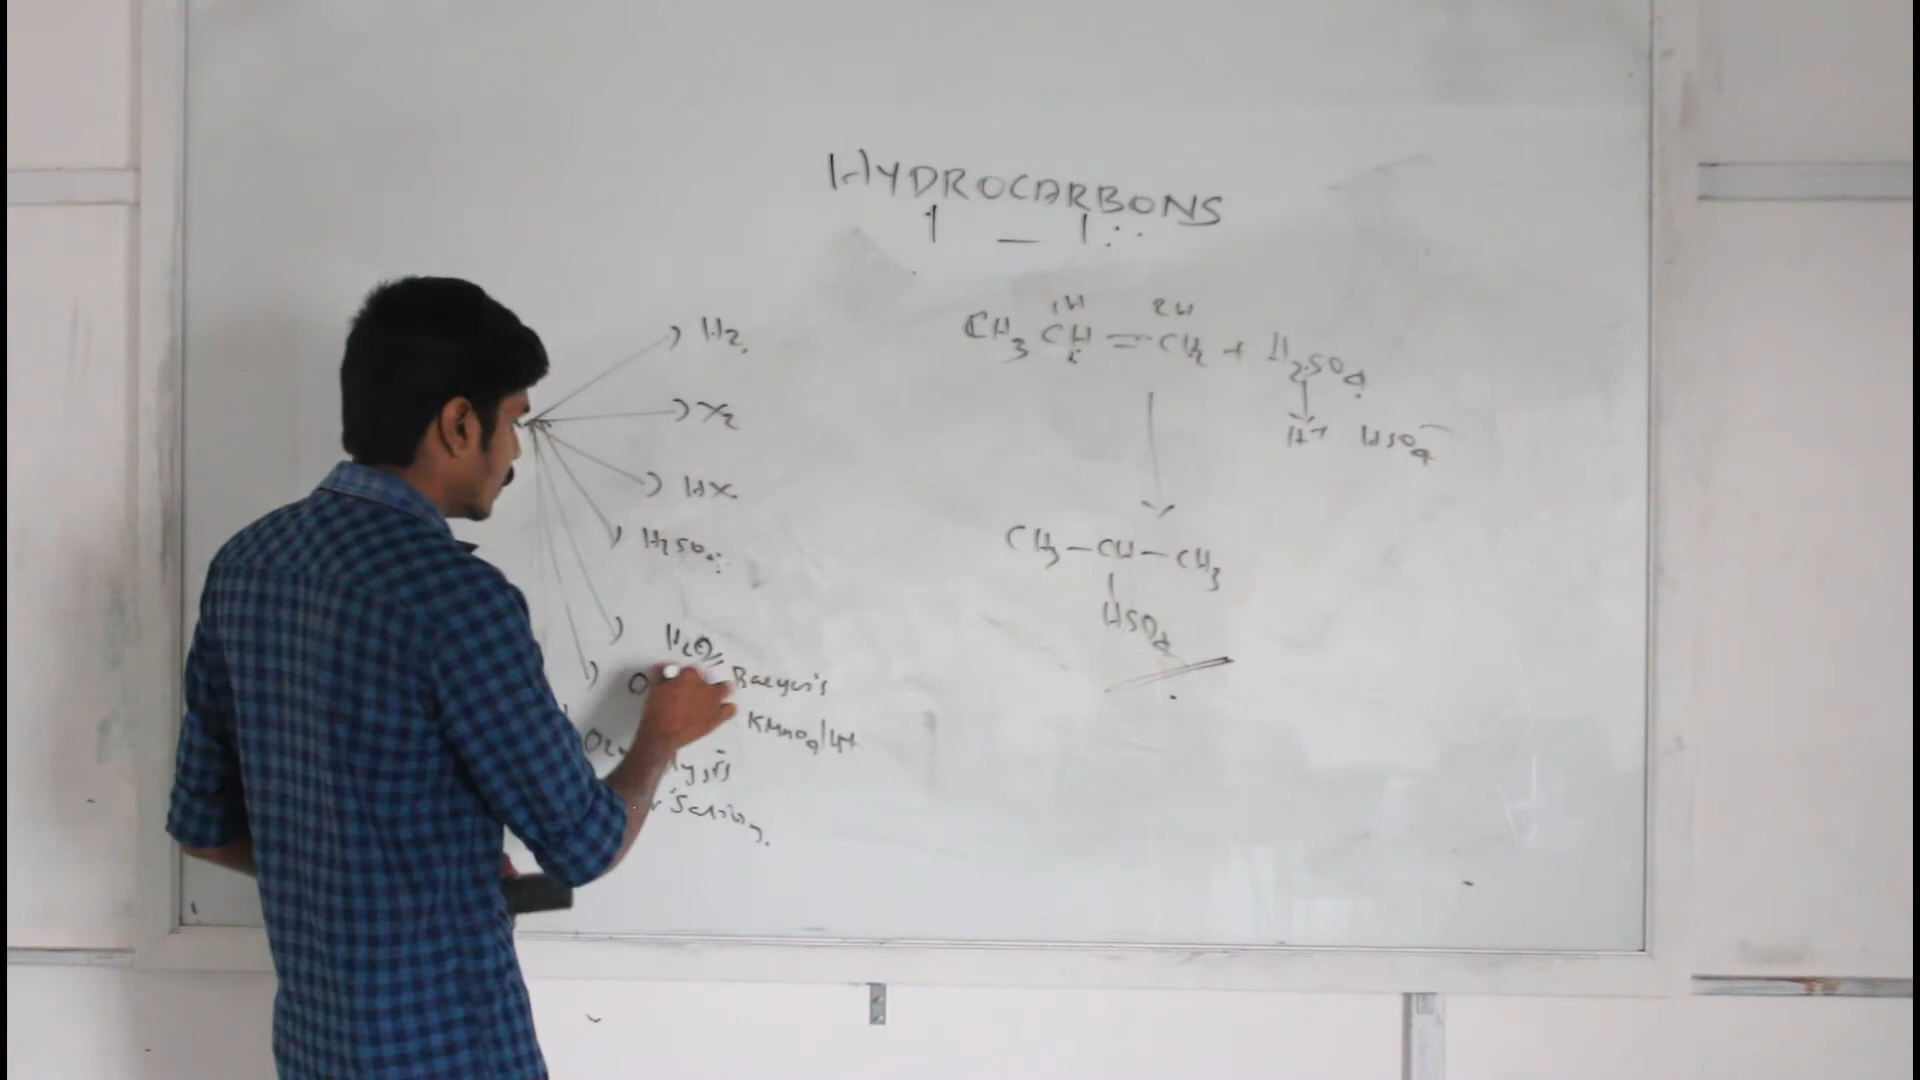 HYDROCARBONS
H2.
X2
HX.
H2SO4
H2O
Baeyer's
KMnO4/H+
lysis
1H 2H
CH3 CH = CH2 + H2SO4
H+ HSO4-
CH3 – CH – CH3
HSO4